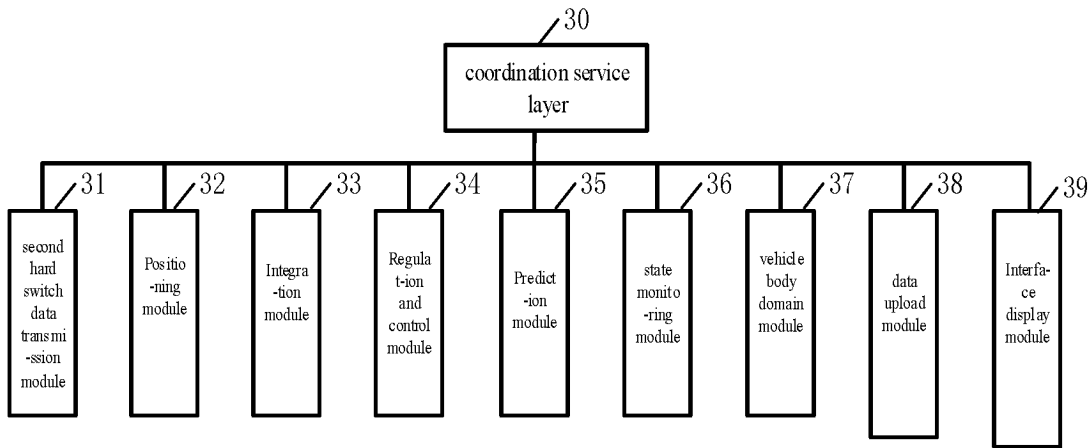 30
coordination service
layer
31
second
hard
switch
data
transmi
-ssion
module
32
Positio
-ning
module
33
Integra
-tion
module
34
Regulat
t-ion
and
control
module
35
Predict
-ion
module
36
state
monito
-ring
module
37
vehicle
body
domain
module
38
data
upload
module
39
Interfa-
ce
display
module